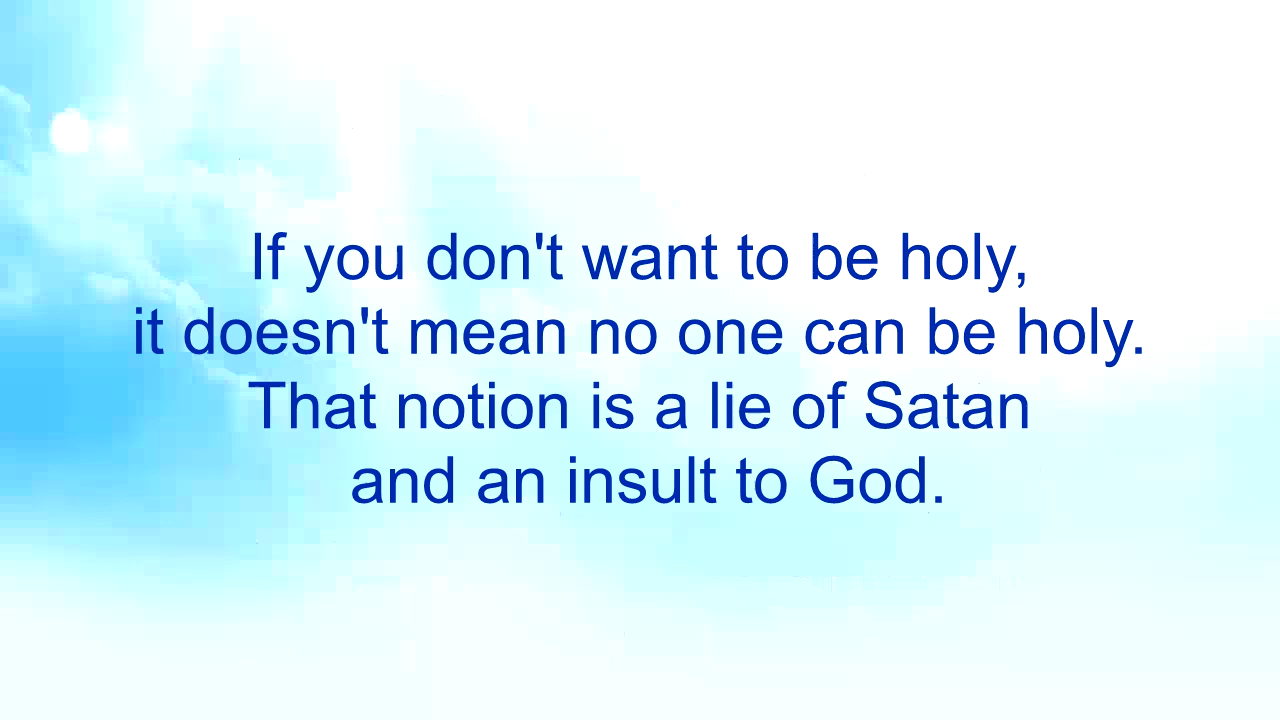 If you don't want to be holy,
it doesn't mean no one can be holy.
That notion is a lie of Satan
and an insult to God.